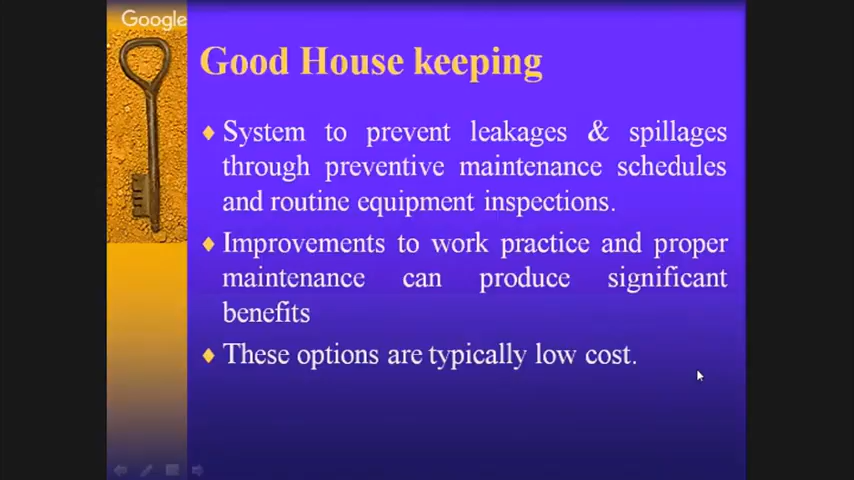 Google
Good House keeping
System to prevent leakages & spillages
through preventive maintenance schedules
and routine equipment inspections.
Improvements to work practice and proper
maintenance can produce significant
benefits
These options are typically low cost.